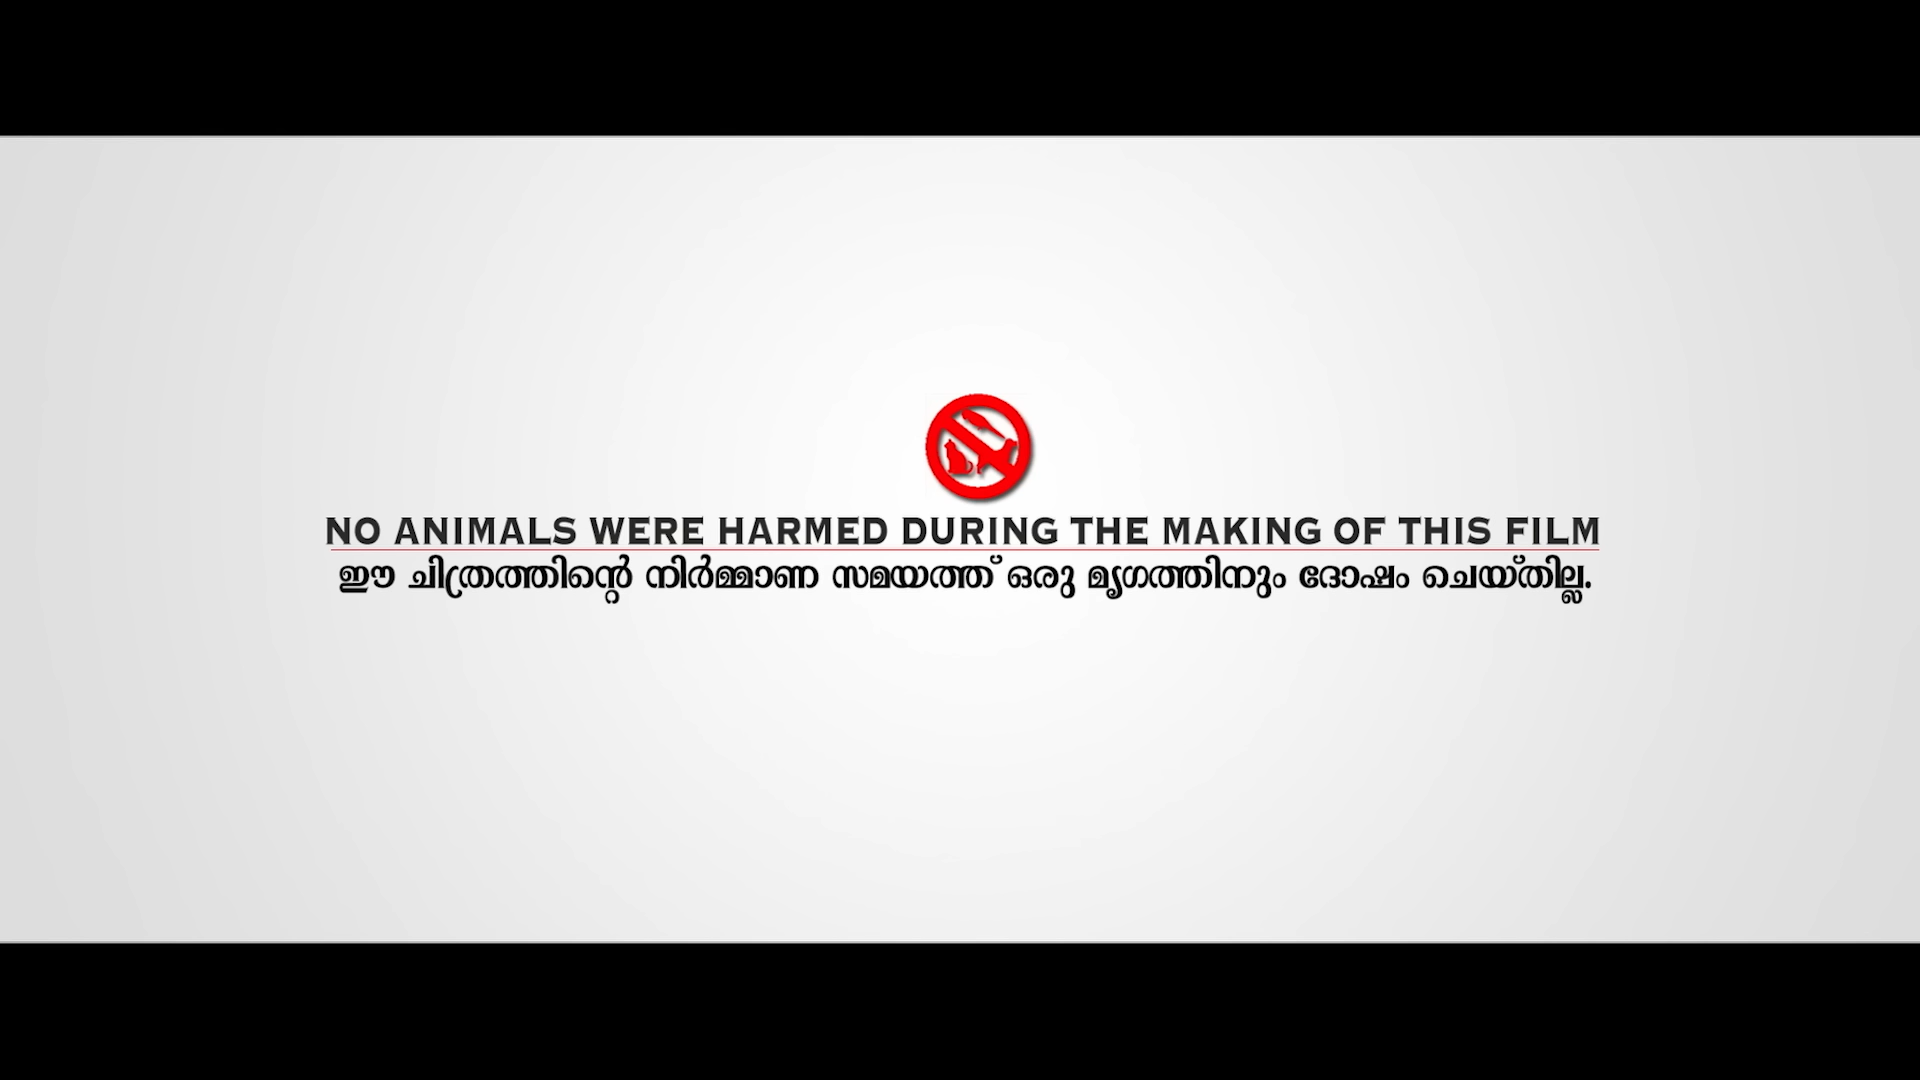 NO ANIMALS WERE HARMED DURING THE MAKING OF THIS FILM
ഈ ചിത്രത്തിന്റെ നിർമ്മാണ സമയത്ത് ഒരു മൃഗത്തിനും ദോഷം ചെയ്തില്ല.